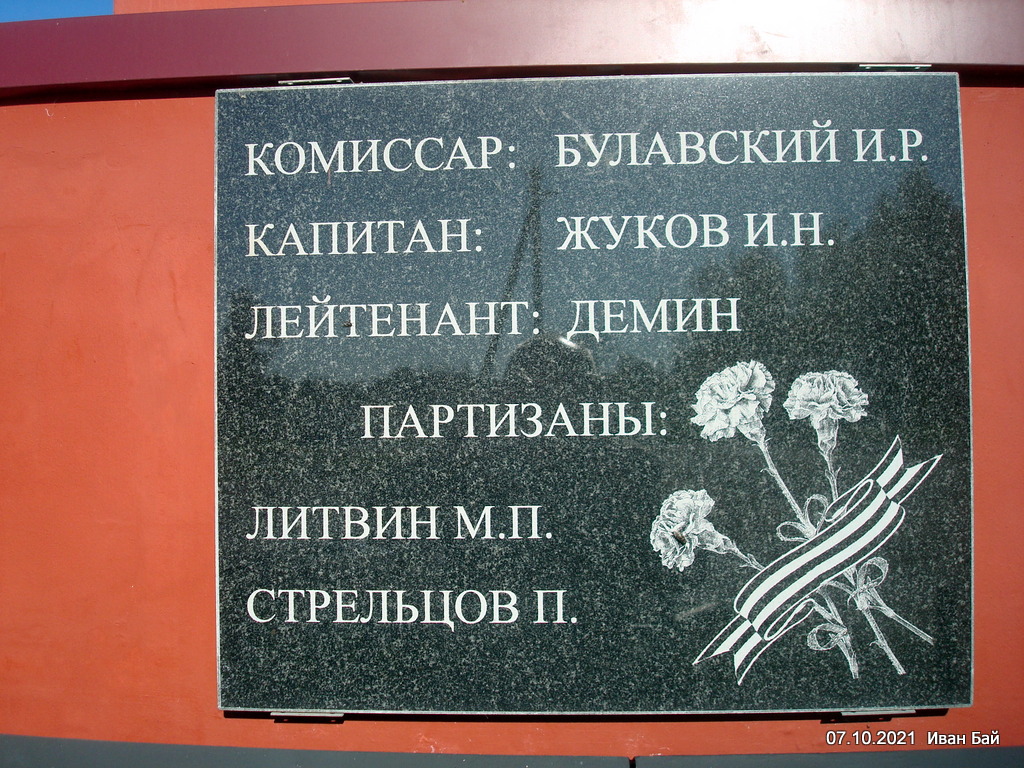 КОМИССАР: БУЛАВСКИЙ И.Р.
КАПИТАН: ЖУКОВ И.Н.
ЛЕЙТЕНАНТ: ДЕМИН
ПАРТИЗАНЫ:
ЛИТВИН М.П.
СТРЕЛЬЦОВ П.
07.10.2021 Иван Бай